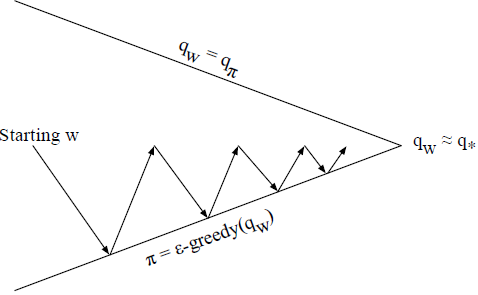 q_w = q_π
Starting w
q_w ≈ q_*
π = ε-greedy(q_w)